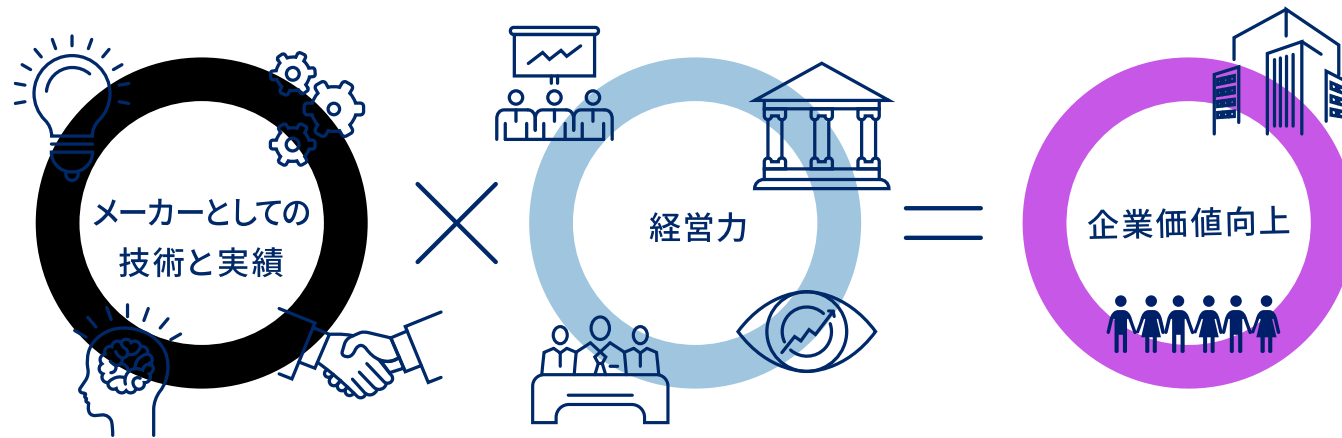 メーカーとしての
技術と実績
経営力
企業価値向上